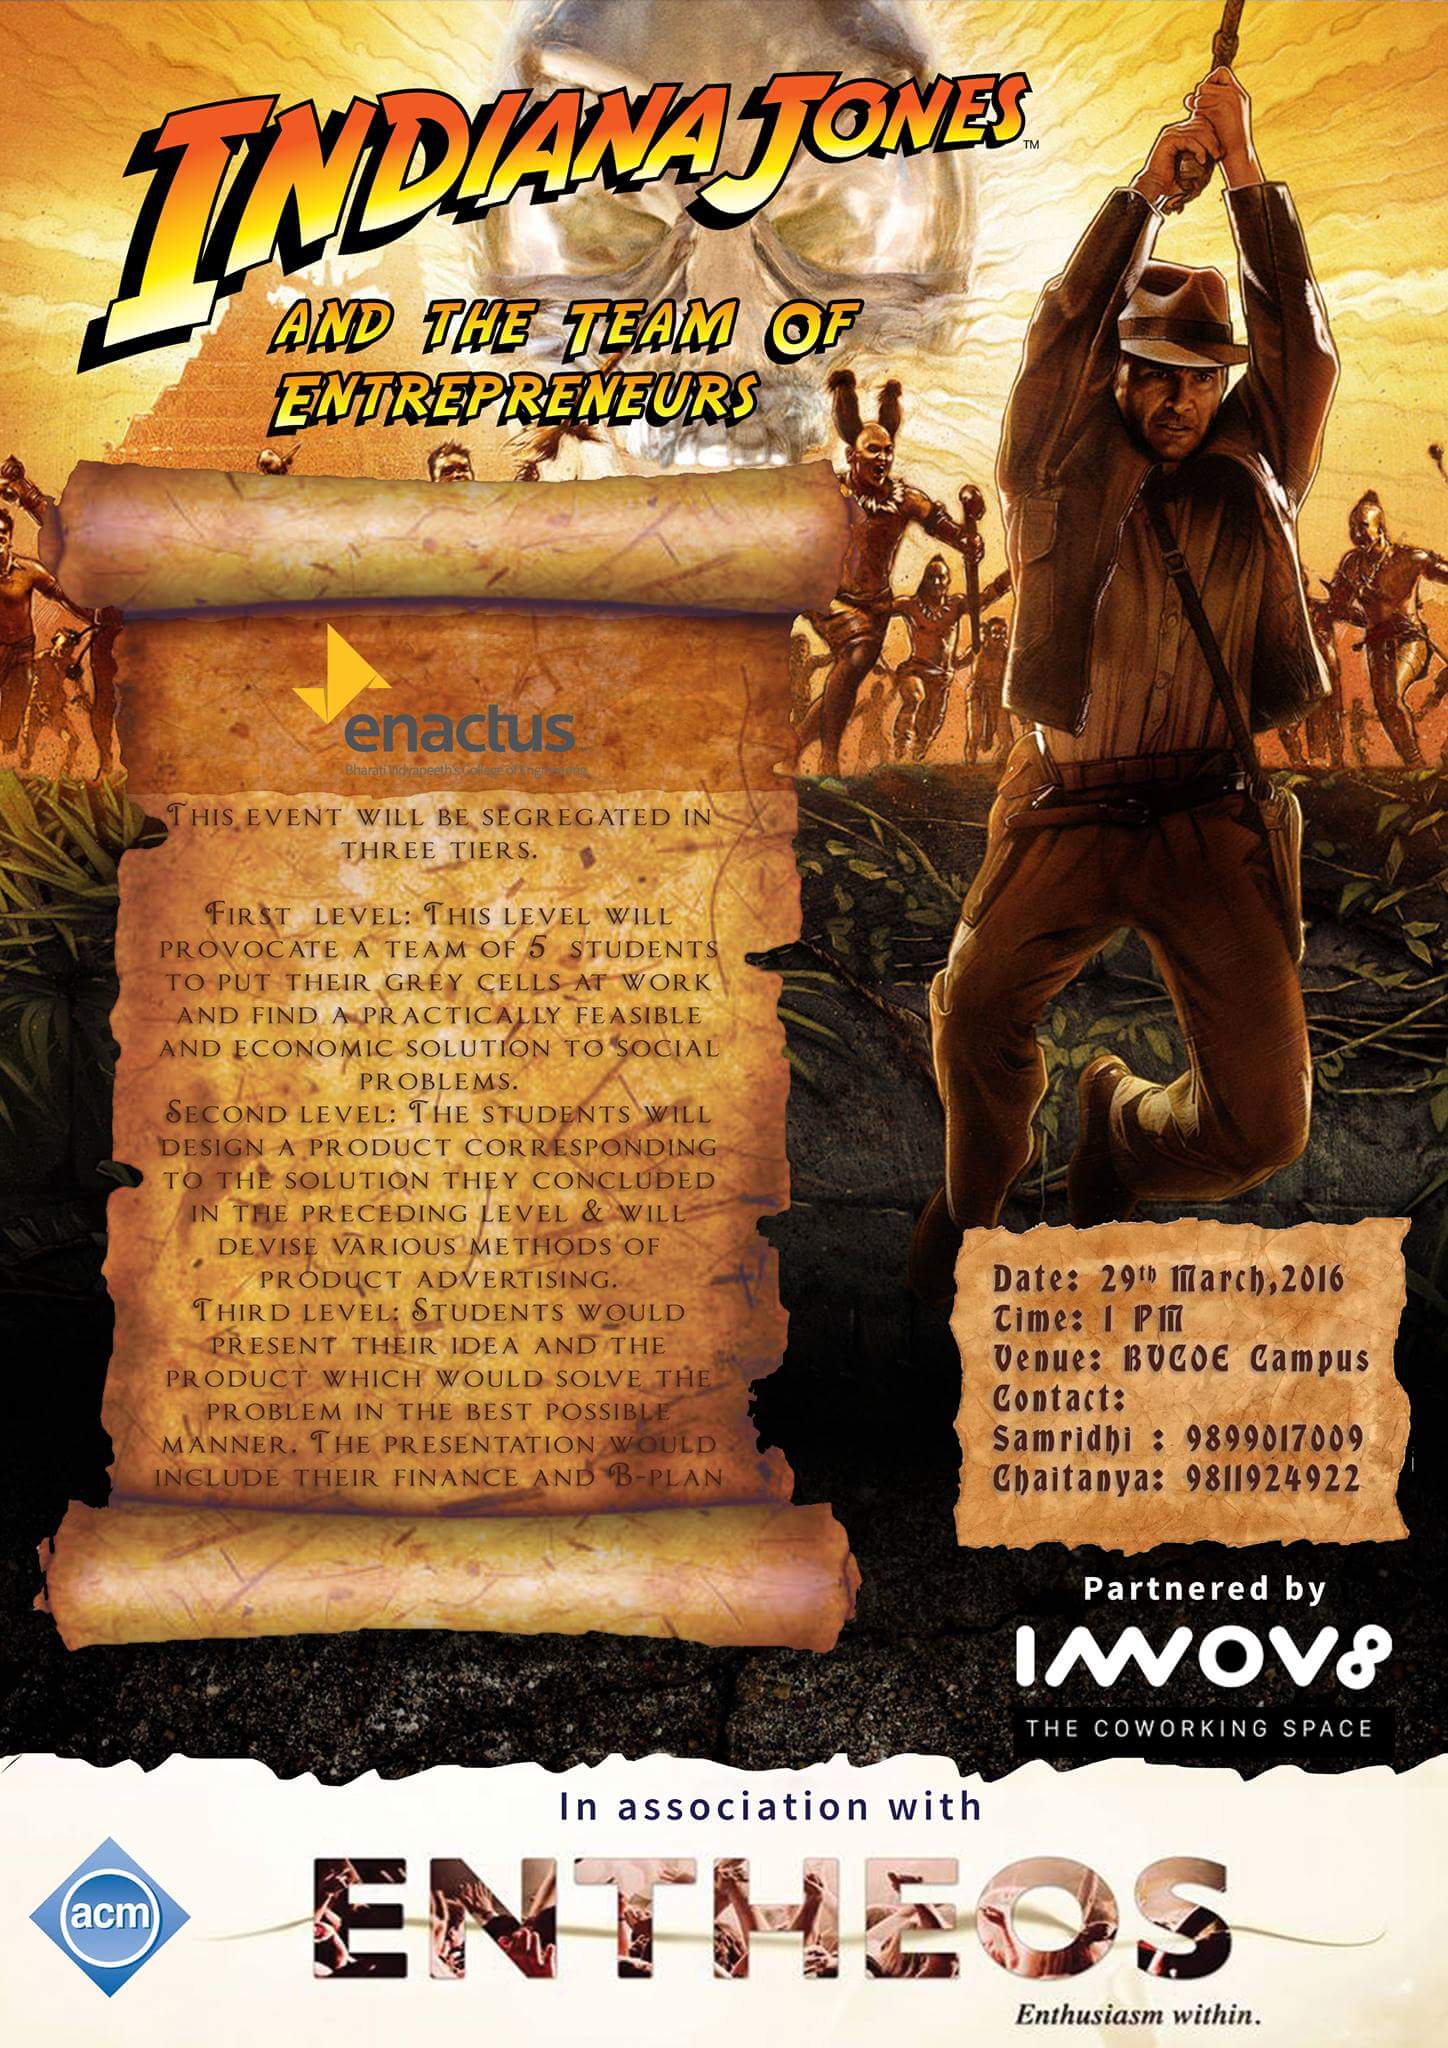 INDIANA JONES TM
AND THE TEAM OF
ENTREPRENEURS
enactus
Bharati Vidyapeeth's College of Engineering
THIS EVENT WILL BE SEGREGATED IN
THREE TIERS.
FIRST LEVEL: THIS LEVEL WILL
PROVOCATE A TEAM OF 5 STUDENTS
TO PUT THEIR GREY CELLS AT WORK
AND FIND A PRACTICALLY FEASIBLE
AND ECONOMIC SOLUTION TO SOCIAL
PROBLEMS.
SECOND LEVEL: THE STUDENTS WILL
DESIGN A PRODUCT CORRESPONDING
TO THE SOLUTION THEY CONCLUDED
IN THE PRECEDING LEVEL & WILL
DEVISE VARIOUS METHODS OF
PRODUCT ADVERTISING.
THIRD LEVEL: STUDENTS WOULD
PRESENT THEIR IDEA AND THE
PRODUCT WHICH WOULD SOLVE THE
PROBLEM IN THE BEST POSSIBLE
MANNER. THE PRESENTATION WOULD
INCLUDE THEIR FINANCE AND B-PLAN
Date: 29th March,2016
Time: 1 PM
Venue: BVCOE Campus
Contact:
Samridhi : 9899017009
Chaitanya: 9811924922
Partnered by
INNOV8
THE COWORKING SPACE
In association with
acm
ENTHEOS
Enthusiasm within.